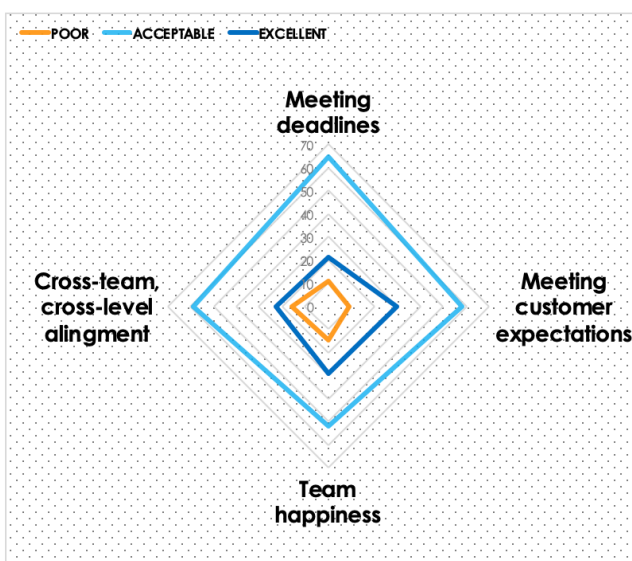 POOR ACCEPTABLE EXCELLENT
Meeting
deadlines
70
60
50
40
30
20
10
0
Cross-team,
cross-level
alingment
Meeting
customer
expectations
Team
happiness